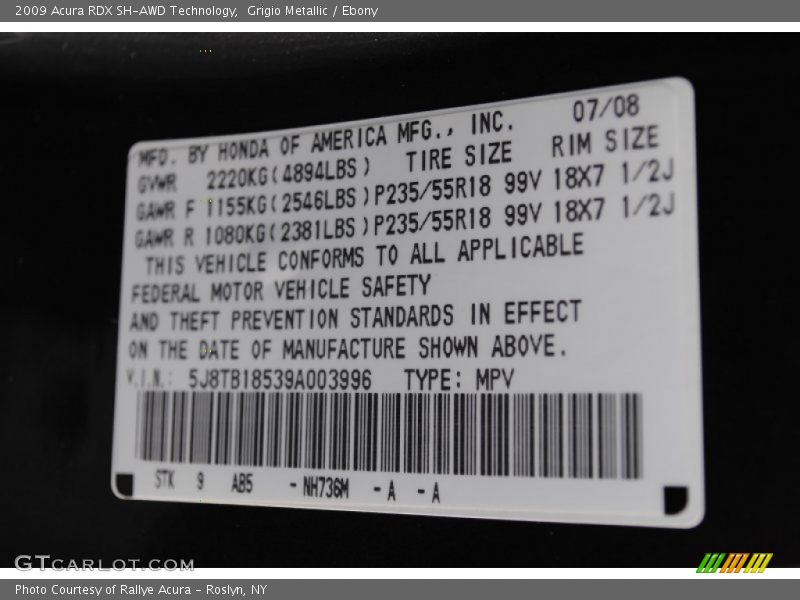 2009 Acura RDX SH-AWD Technology,  Grigio Metallic / Ebony
MFD. BY HONDA OF AMERICA MFG., INC. 07/08
GVWR 2220KG(4894LBS) TIRE SIZE RIM SIZE
GAWR F 1155KG(2546LBS)P235/55R18 99V 18X7 1/2J
GAWR R 1080KG(2381LBS)P235/55R18 99V 18X7 1/2J
THIS VEHICLE CONFORMS TO ALL APPLICABLE
FEDERAL MOTOR VEHICLE SAFETY
AND THEFT PREVENTION STANDARDS IN EFFECT
ON THE DATE OF MANUFACTURE SHOWN ABOVE.
V.I.N.: 5J8TB18539A003996 TYPE: MPV
STK 9 AB5 -NH736M -A -A
GTCARLOT.COM
Photo Courtesy of Rallye Acura - Roslyn, NY